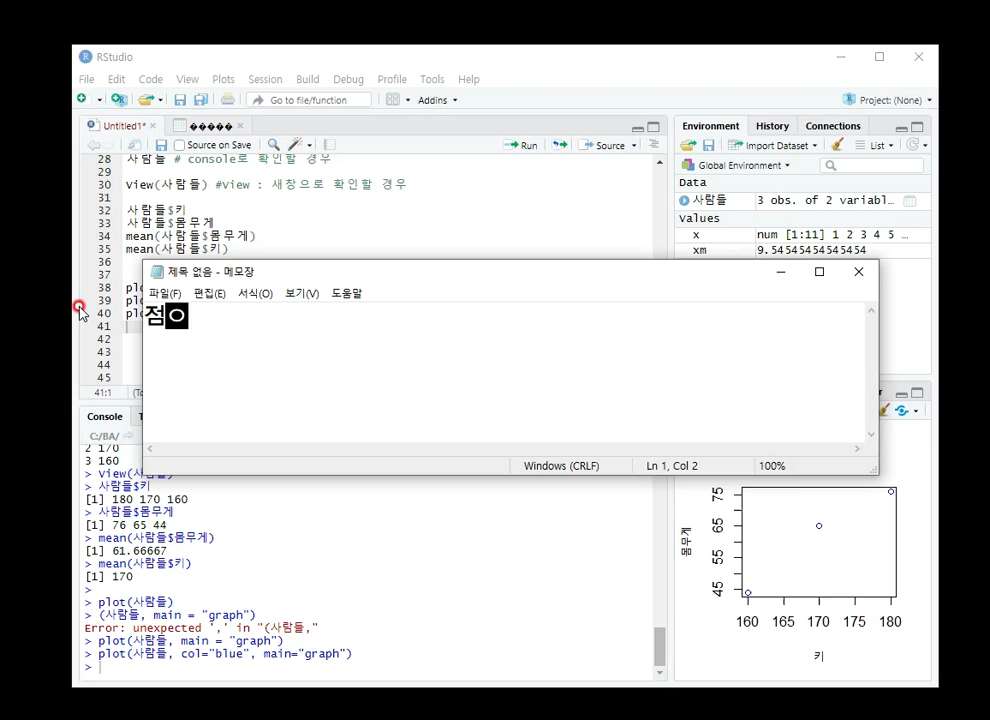 RStudio
File Edit Code View Plots Session Build Debug Profile Tools Help
Go to file/function Addins Project: (None)
Untitled1* �����
Source on Save Run Source
28 사람들 # console로 확인할 경우
29
30 View(사람들) #View : 새창으로 확인할 경우
31
32 사람들$키
33 사람들$몸무게
34 mean(사람들$몸무게)
35 mean(사람들$키)
36
37
38 plo
39 plo
40 plo
41
42
43
44
45
41:1
Environment History Connections
Import Dataset List
Global Environment
Data
사람들 3 obs. of 2 variabl…
Values
x num [1:11] 1 2 3 4 5 …
xm 9.54545454545454
제목 없음 - 메모장
파일(F) 편집(E) 서식(O) 보기(V) 도움말
점ㅇ
Windows (CRLF) Ln 1, Col 2 100%
Console
C:/BA/
2 170
3 160
> View(사람들)
> 사람들$키
[1] 180 170 160
> 사람들$몸무게
[1] 76 65 44
> mean(사람들$몸무게)
[1] 61.66667
> mean(사람들$키)
[1] 170
>
> plot(사람들)
> (사람들, main = "graph")
Error: unexpected ',' in "(사람들,"
> plot(사람들, main = "graph")
> plot(사람들, col="blue", main="graph")
>
75
65
55
45
몸무게
160 165 170 175 180
키